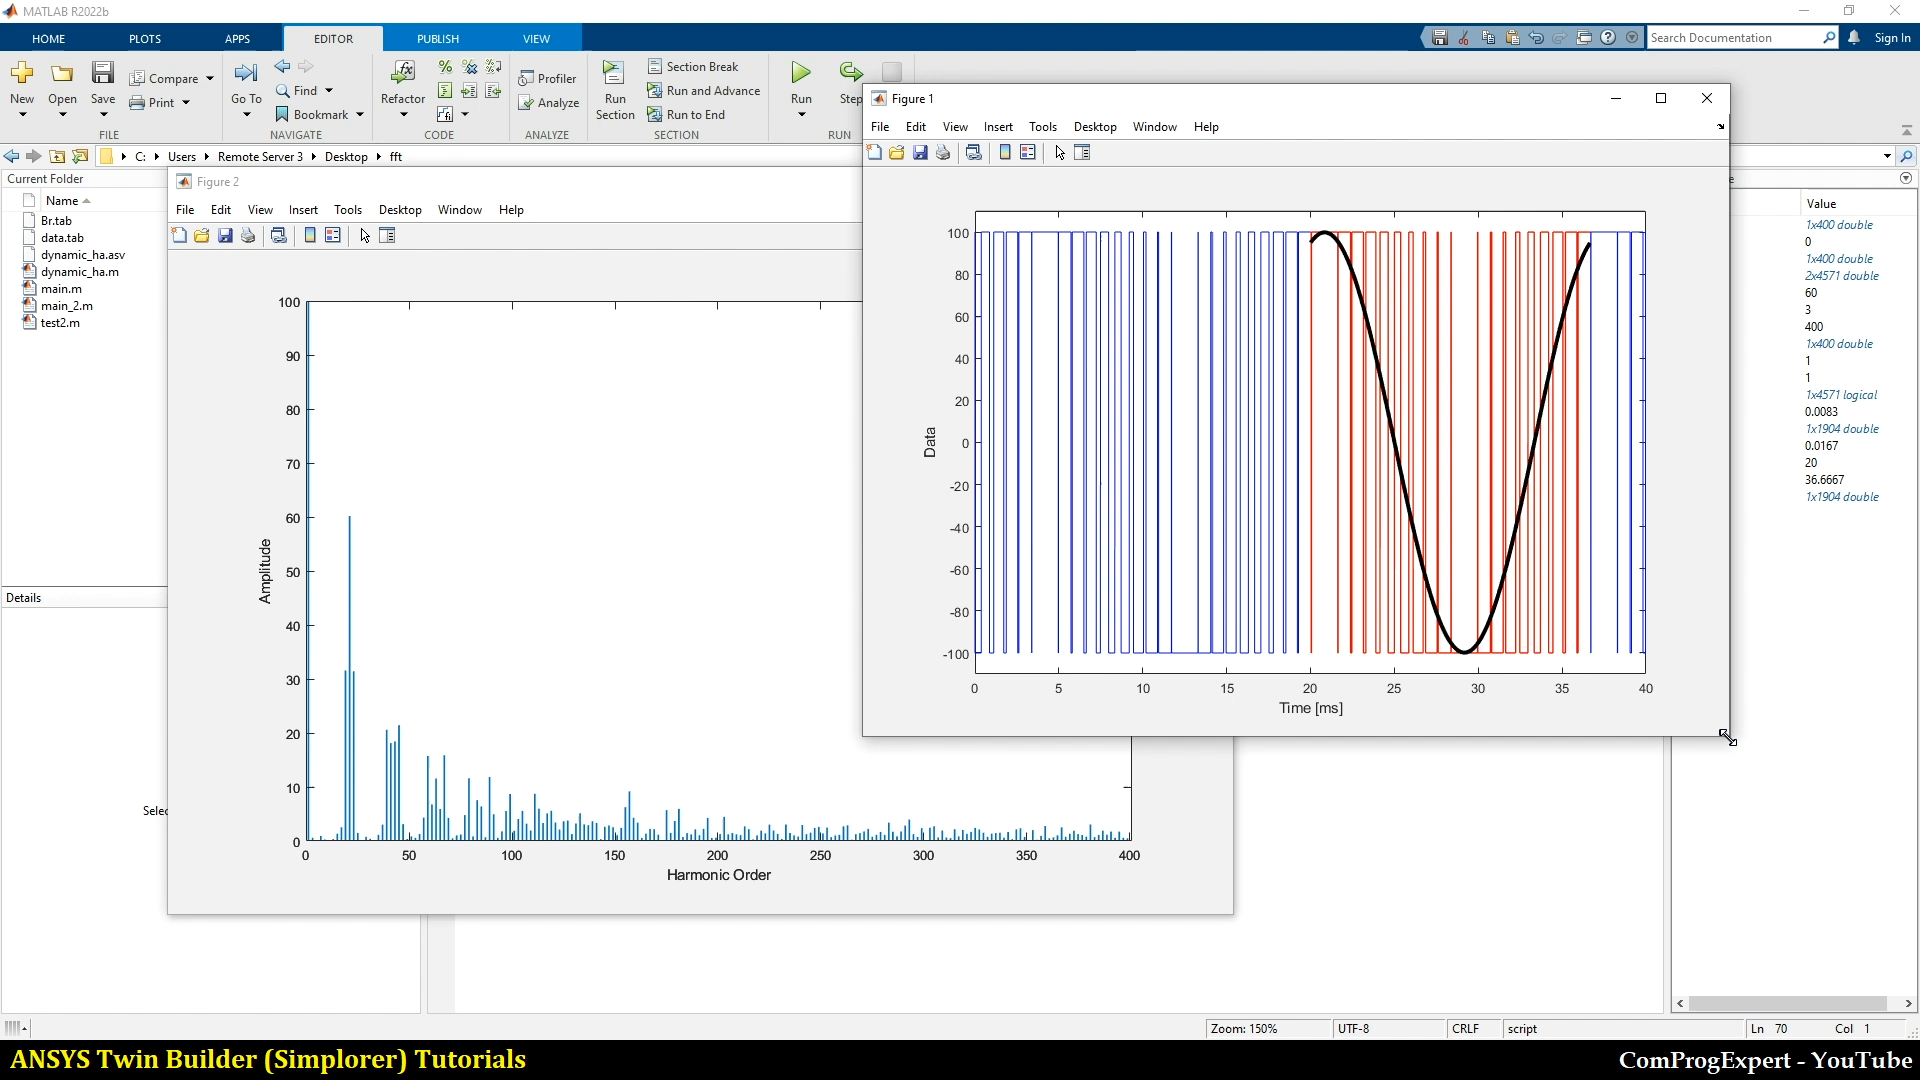 MATLAB R2022b
HOME PLOTS APPS EDITOR PUBLISH VIEW
Search Documentation Sign In
New Open Save Compare Print
Go To Find Bookmark
Refactor
Profiler Analyze
Run Section Section Break Run and Advance Run to End
Run Step
FILE NAVIGATE CODE ANALYZE SECTION RUN
C: Users Remote Server 3 Desktop fft
Current Folder
Name
Br.tab
data.tab
dynamic_ha.asv
dynamic_ha.m
main.m
main_2.m
test2.m
Details
Selec
Figure 2
File Edit View Insert Tools Desktop Window Help
100
90
80
70
60
50
40
30
20
10
0
Amplitude
0 50 100 150 200 250 300 350 400
Harmonic Order
Figure 1
File Edit View Insert Tools Desktop Window Help
100
80
60
40
20
0
-20
-40
-60
-80
-100
Data
0 5 10 15 20 25 30 35 40
Time [ms]
e
Value
1x400 double
0
1x400 double
2x4571 double
60
3
400
1x400 double
1
1
1x4571 logical
0.0083
1x1904 double
0.0167
20
36.6667
1x1904 double
Zoom: 150% UTF-8 CRLF script Ln 70 Col 1
ANSYS Twin Builder (Simplorer) Tutorials
ComProgExpert - YouTube